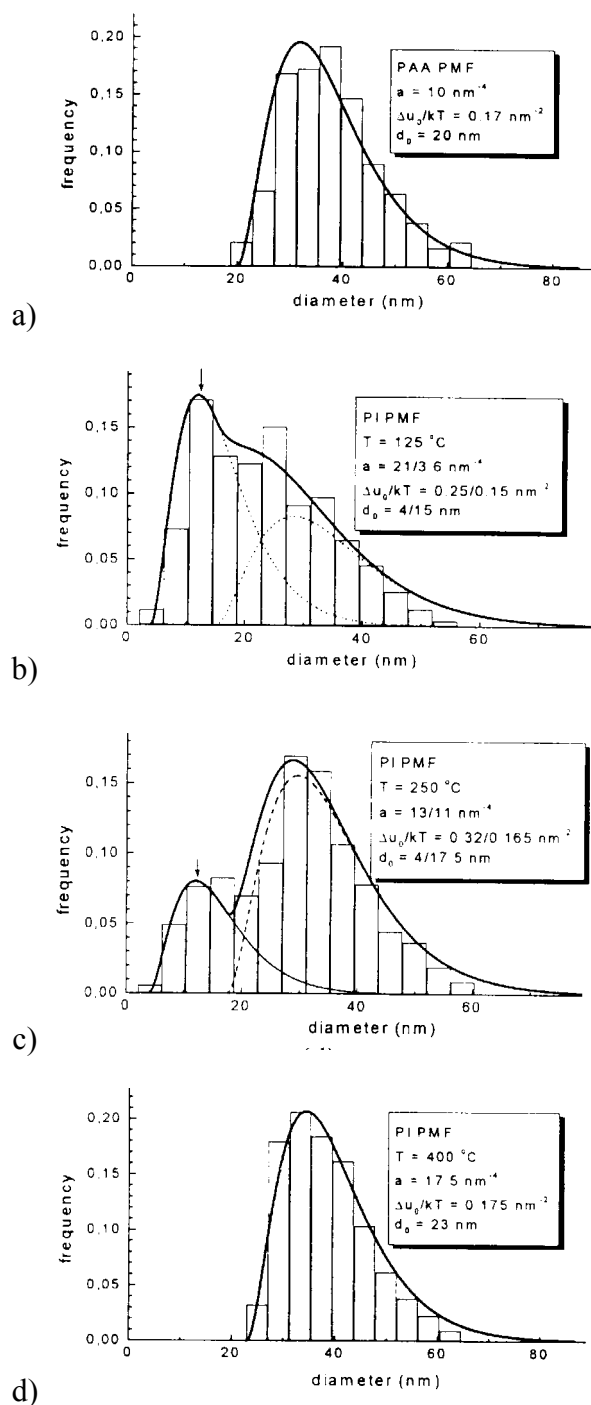 0,20
0,15
0,10
0,05
0,00
frequency
PAA PMF
a = 10 nm⁻⁴
Δu₀/kT = 0.17 nm⁻²
d₀ = 20 nm
0 20 40 60 80
diameter (nm)
a)
0.15
0.10
0.05
0.00
frequency
PI PMF
T = 125 °C
a = 21/3.6 nm⁻⁴
Δu₀/kT = 0.25/0.15 nm⁻²
d₀ = 4/15 nm
0 20 40 60
diameter (nm)
b)
0,15
0,10
0,05
0,00
frequency
PI PMF
T = 250 °C
a = 13/11 nm⁻⁴
Δu₀/kT = 0 32/0 165 nm⁻²
d₀ = 4/17 5 nm
0 20 40 60
diameter (nm)
c)
0,20
0,15
0,10
0,05
0,00
frequency
PI PMF
T = 400 °C
a = 17 5 nm⁻⁴
Δu₀/kT = 0 175 nm⁻²
d₀ = 23 nm
0 20 40 60 80
diameter (nm)
d)